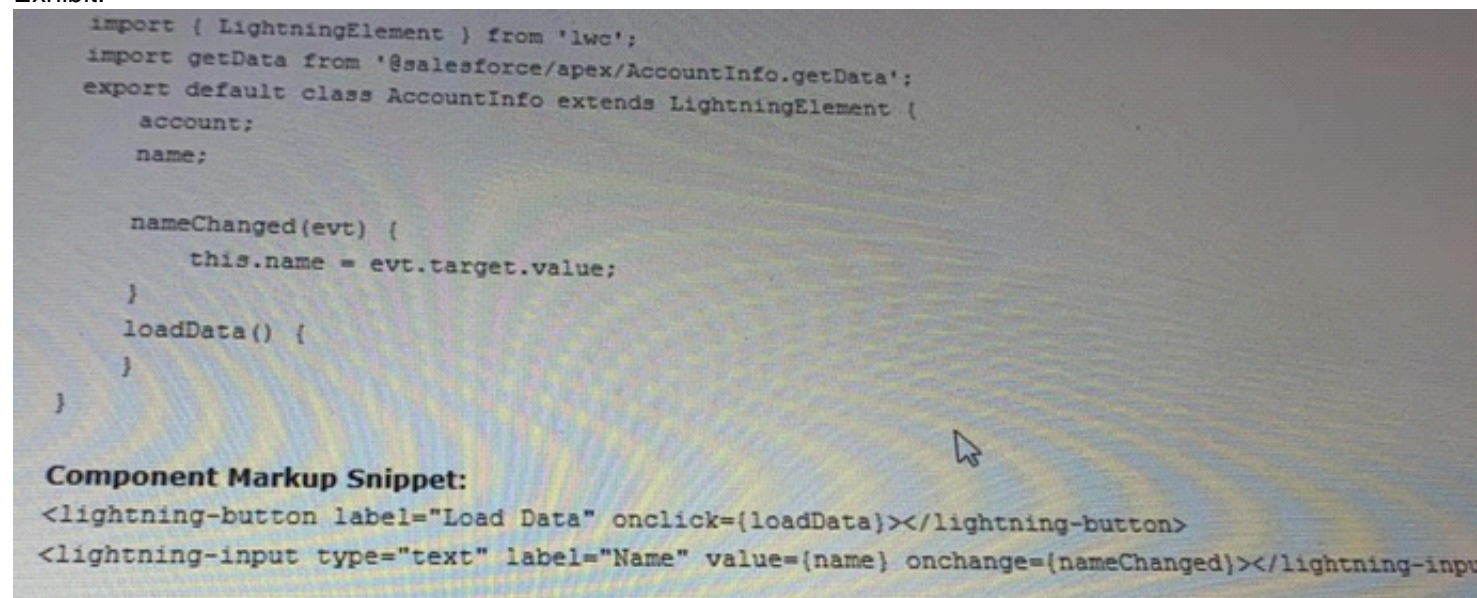 import { LightningElement } from 'lwc';
import getData from '@salesforce/apex/AccountInfo.getData';
export default class AccountInfo extends LightningElement {
account;
name;
nameChanged(evt) {
this.name = evt.target.value;
}
loadData() {
}
}
Component Markup Snippet:
<lightning-button label="Load Data" onclick={loadData}></lightning-button>
<lightning-input type="text" label="Name" value={name} onchange={nameChanged}></lightning-inpu